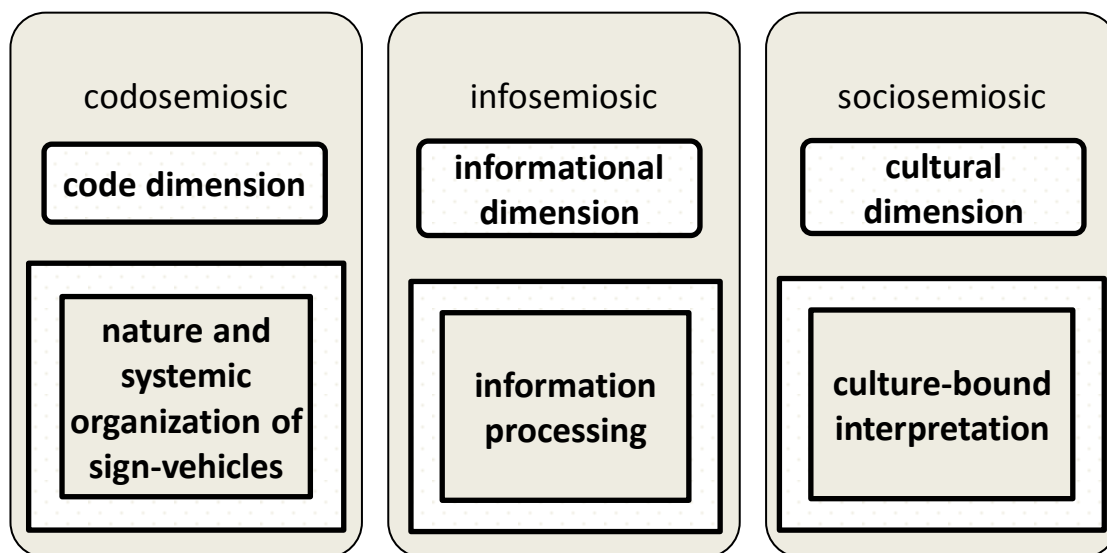 codosemiosic
code dimension
nature and
systemic
organization of
sign-vehicles
infosemiosic
informational
dimension
information
processing
sociosemiosic
cultural
dimension
culture-bound
interpretation